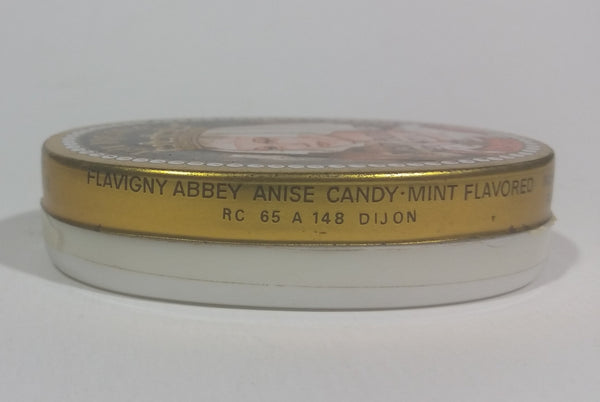 FLAVIGNY ABBEY ANISE CANDY·MINT FLAVORED
RC 65 A 148 DIJON